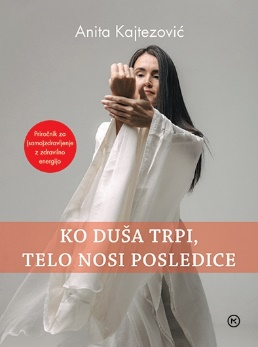 Anita Kajtezović
Priročnik za
(samo)zdravljenje
z zdravilno
energijo
KO DUŠA TRPI,
TELO NOSI POSLEDICE